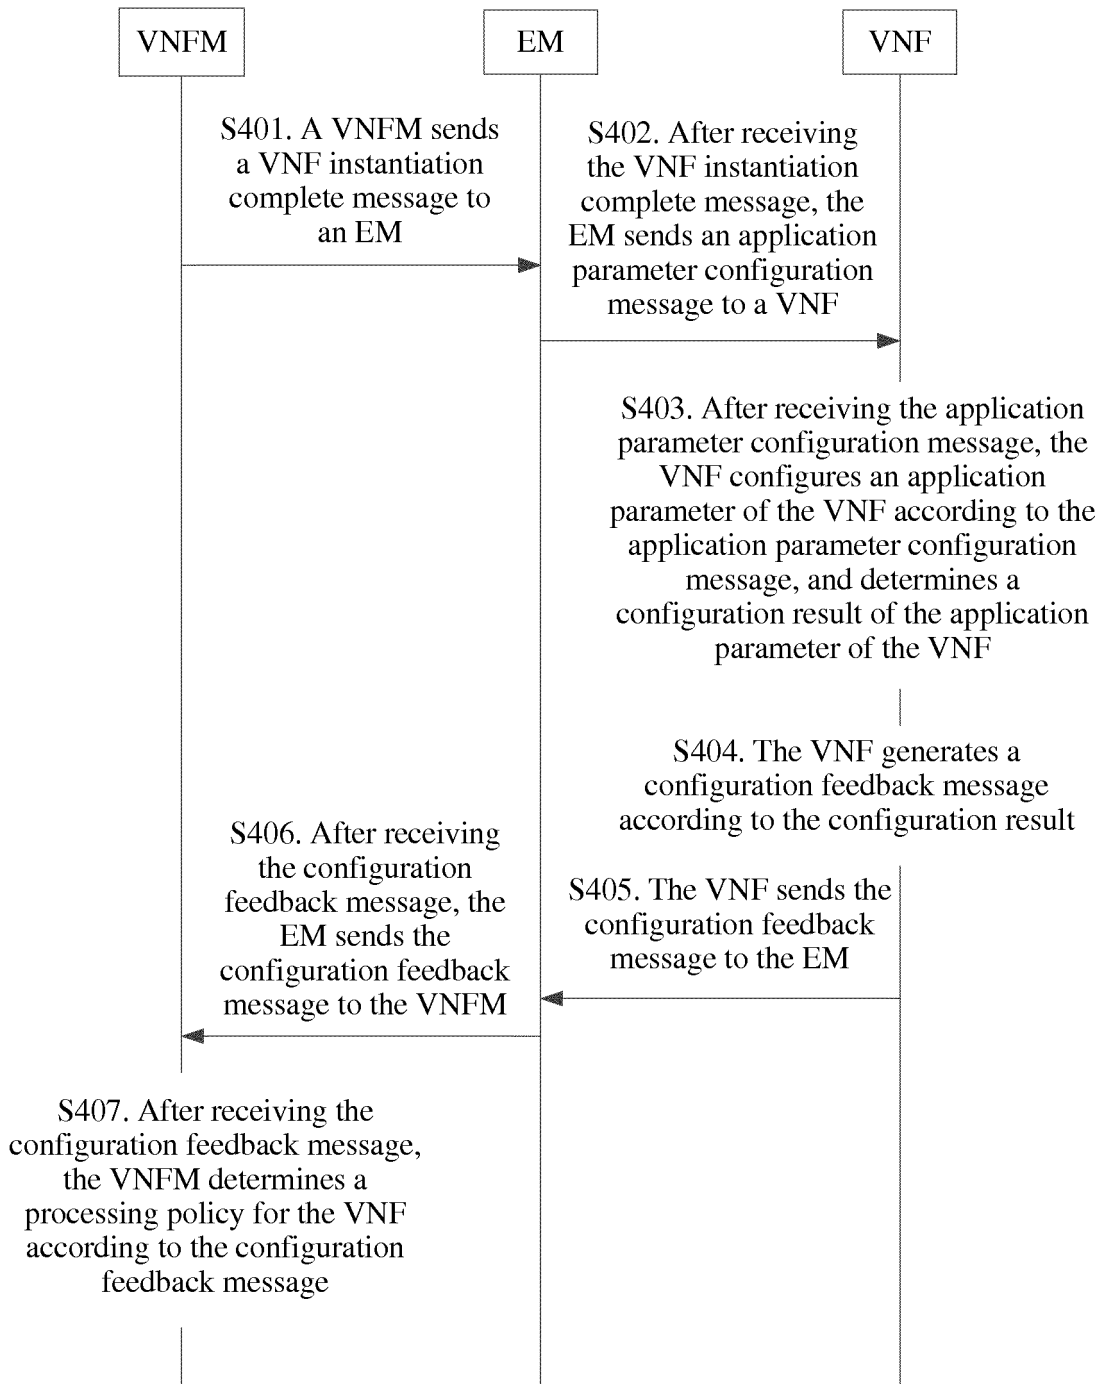 VNFM
EM
VNF
S401. A VNFM sends
a VNF instantiation
complete message to
an EM
S402. After receiving
the VNF instantiation
complete message, the
EM sends an application
parameter configuration
message to a VNF
S403. After receiving the application
parameter configuration message, the
VNF configures an application
parameter of the VNF according to the
application parameter configuration
message, and determines a
configuration result of the application
parameter of the VNF
S404. The VNF generates a
configuration feedback message
according to the configuration result
S405. The VNF sends the
configuration feedback
message to the EM
S406. After receiving
the configuration
feedback message, the
EM sends the
configuration feedback
message to the VNFM
S407. After receiving the
configuration feedback message,
the VNFM determines a
processing policy for the VNF
according to the configuration
feedback message